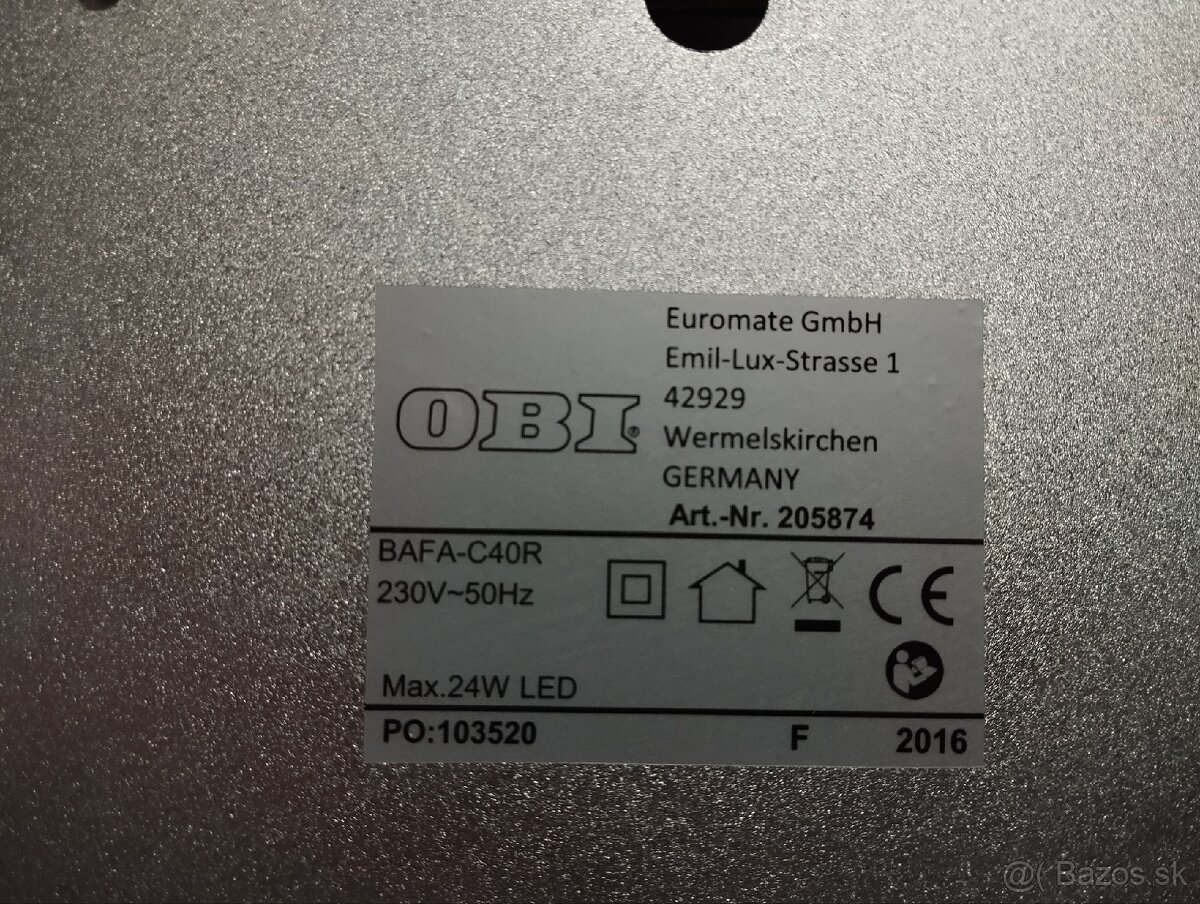 OBI®
Euromate GmbH
Emil-Lux-Strasse 1
42929
Wermelskirchen
GERMANY
Art.-Nr. 205874
BAFA-C40R
230V~50Hz
CE
Max.24W LED
PO:103520 F 2016
@( Bazos.sk